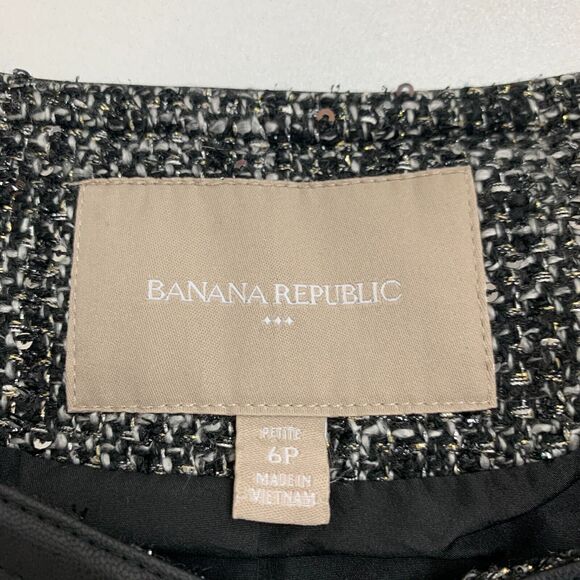 BANANA REPUBLIC
PETITE
6P
MADE IN
VIETNAM